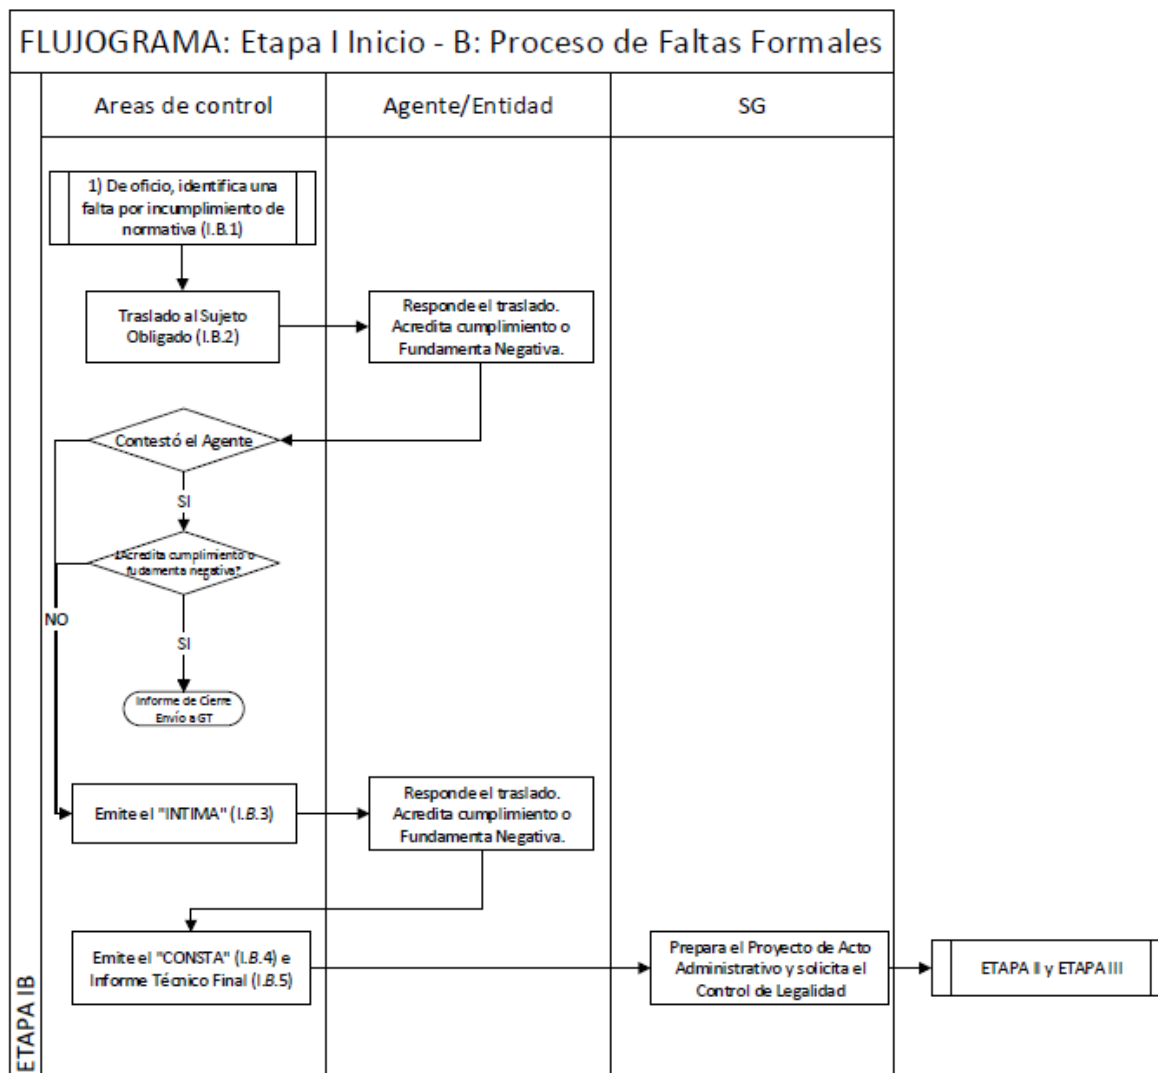 FLUJOGRAMA: Etapa I Inicio - B: Proceso de Faltas Formales
Areas de control
Agente/Entidad
SG
1) De oficio, identifica una
falta por incumplimiento de
normativa (I.B.1)
Traslado al Sujeto
Obligado (I.B.2)
Responde el traslado.
Acredita cumplimiento o
Fundamenta Negativa.
Contestó el Agente
SI
¿Acredita cumplimiento o
fudamenta negativa?
NO
SI
Informe de Cierre
Envío a GT
Emite el "INTIMA" (I.B.3)
Responde el traslado.
Acredita cumplimiento o
Fundamenta Negativa.
Emite el "CONSTA" (I.B.4) e
Informe Técnico Final (I.B.5)
Prepara el Proyecto de Acto
Administrativo y solicita el
Control de Legalidad
ETAPA II y ETAPA III
ETAPA IB